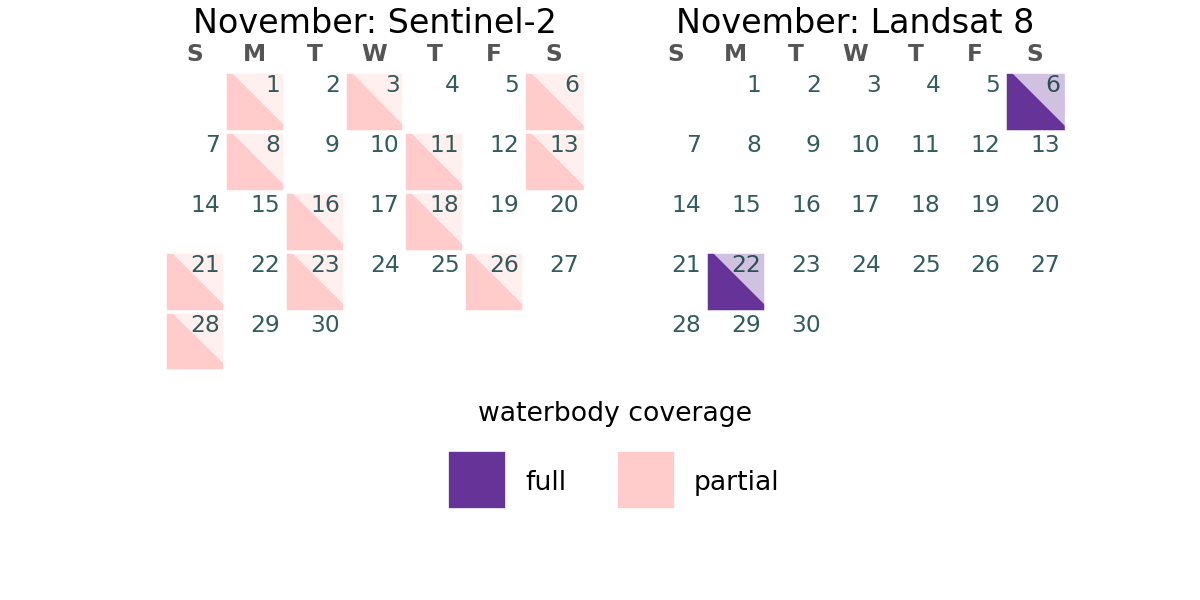 November: Sentinel-2
S M T W T F S
1 2 3 4 5 6
7 8 9 10 11 12 13
14 15 16 17 18 19 20
21 22 23 24 25 26 27
28 29 30
November: Landsat 8
S M T W T F S
1 2 3 4 5 6
7 8 9 10 11 12 13
14 15 16 17 18 19 20
21 22 23 24 25 26 27
28 29 30
waterbody coverage
full partial